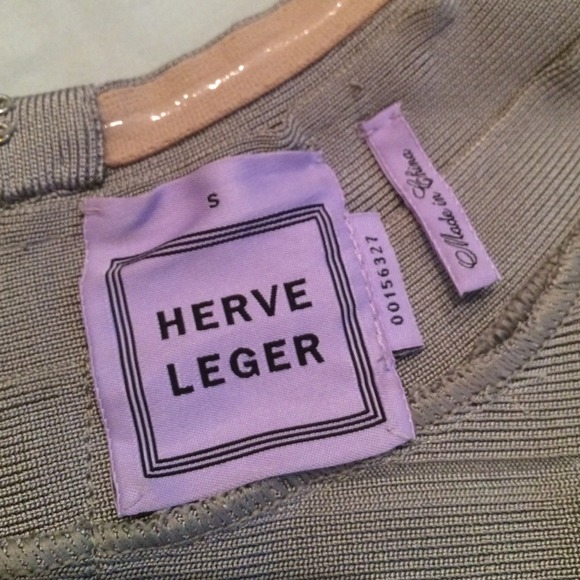 S
HERVE
LEGER
00156327
Made in China